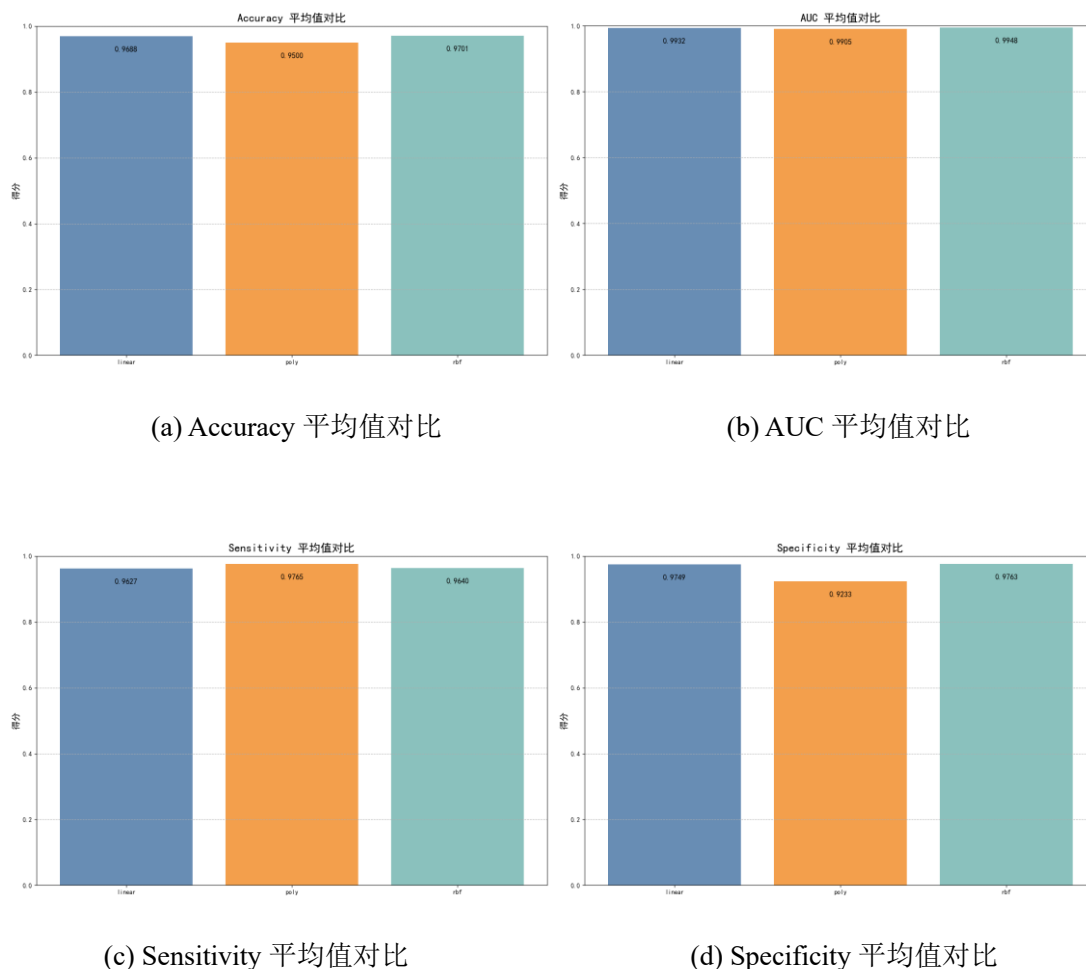 Accuracy 平均值对比
1.0
0.8
0.6
0.4
0.2
0.0
得分
0.9688
0.9500
0.9701
linear
poly
rbf
(a) Accuracy 平均值对比
AUC 平均值对比
1.0
0.8
0.6
0.4
0.2
0.0
得分
0.9932
0.9905
0.9948
linear
poly
rbf
(b) AUC 平均值对比
Sensitivity 平均值对比
1.0
0.8
0.6
0.4
0.2
0.0
得分
0.9627
0.9765
0.9640
linear
poly
rbf
(c) Sensitivity 平均值对比
Specificity 平均值对比
1.0
0.8
0.6
0.4
0.2
0.0
得分
0.9749
0.9233
0.9763
linear
poly
rbf
(d) Specificity 平均值对比